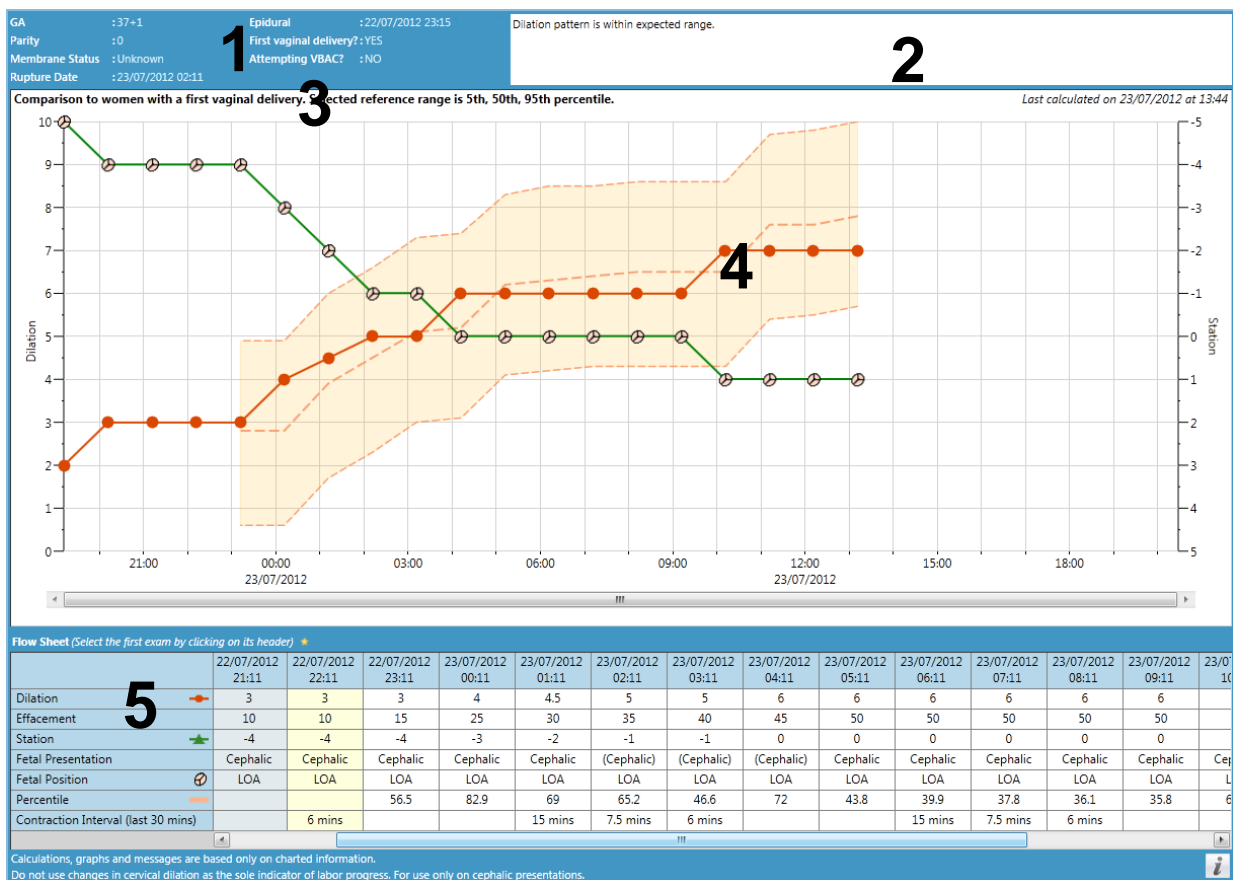 GA :37+1 Epidural :22/07/2012 23:15
Parity :0 First vaginal delivery? :YES
Membrane Status :Unknown Attempting VBAC? :NO
Rupture Date :23/07/2012 02:11
1
Dilation pattern is within expected range.
2
3
Comparison to women with a first vaginal delivery. Selected reference range is 5th, 50th, 95th percentile.
Last calculated on 23/07/2012 at 13:44
10 -5
9 -4
8 -3
7 -2
4
6 -1
5 0
4 1
3 2
2 3
1 4
0 5
Dilation
Station
21:00 00:00 03:00 06:00 09:00 12:00 15:00 18:00
23/07/2012 23/07/2012
Flow Sheet (Select the first exam by clicking on its header)
22/07/2012 22/07/2012 22/07/2012 23/07/2012 23/07/2012 23/07/2012 23/07/2012 23/07/2012 23/07/2012 23/07/2012 23/07/2012 23/07/2012 23/07/2012 23/0
21:11 22:11 23:11 00:11 01:11 02:11 03:11 04:11 05:11 06:11 07:11 08:11 09:11 10
5
Dilation 3 3 3 4 4.5 5 5 6 6 6 6 6 6
Effacement 10 10 15 25 30 35 40 45 50 50 50 50 50
Station -4 -4 -4 -3 -2 -1 -1 0 0 0 0 0 0
Fetal Presentation Cephalic Cephalic Cephalic Cephalic Cephalic (Cephalic) (Cephalic) (Cephalic) Cephalic Cephalic Cephalic Cephalic Cephalic Cep
Fetal Position LOA LOA LOA LOA LOA LOA LOA LOA LOA LOA LOA LOA LOA L
Percentile 56.5 82.9 69 65.2 46.6 72 43.8 39.9 37.8 36.1 35.8 6
Contraction Interval (last 30 mins) 6 mins 15 mins 7.5 mins 6 mins 15 mins 7.5 mins 6 mins
Calculations, graphs and messages are based only on charted information.
Do not use changes in cervical dilation as the sole indicator of labor progress. For use only on cephalic presentations.
i